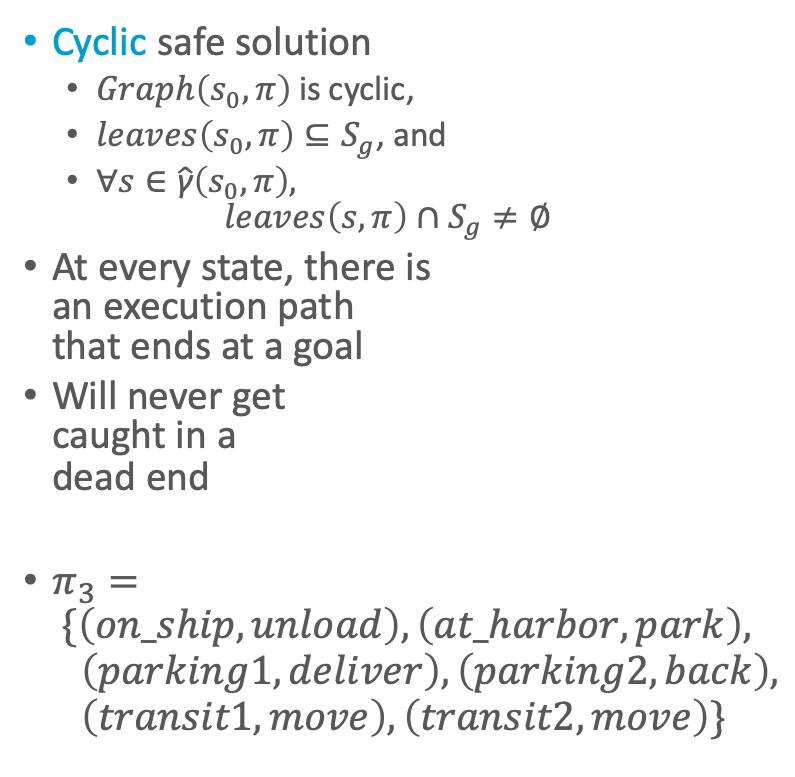 • Cyclic safe solution
• 𝐺𝑟𝑎𝑝ℎ(𝑠₀, 𝜋) is cyclic,
• 𝑙𝑒𝑎𝑣𝑒𝑠(𝑠₀, 𝜋) ⊆ 𝑆𝑔, and
• ∀𝑠 ∈ 𝛾̂(𝑠₀, 𝜋),
𝑙𝑒𝑎𝑣𝑒𝑠(𝑠, 𝜋) ∩ 𝑆𝑔 ≠ ∅
• At every state, there is
an execution path
that ends at a goal
• Will never get
caught in a
dead end
• 𝜋₃ =
{(on_ship, unload), (at_harbor, park),
(parking1, deliver), (parking2, back),
(transit1, move), (transit2, move)}